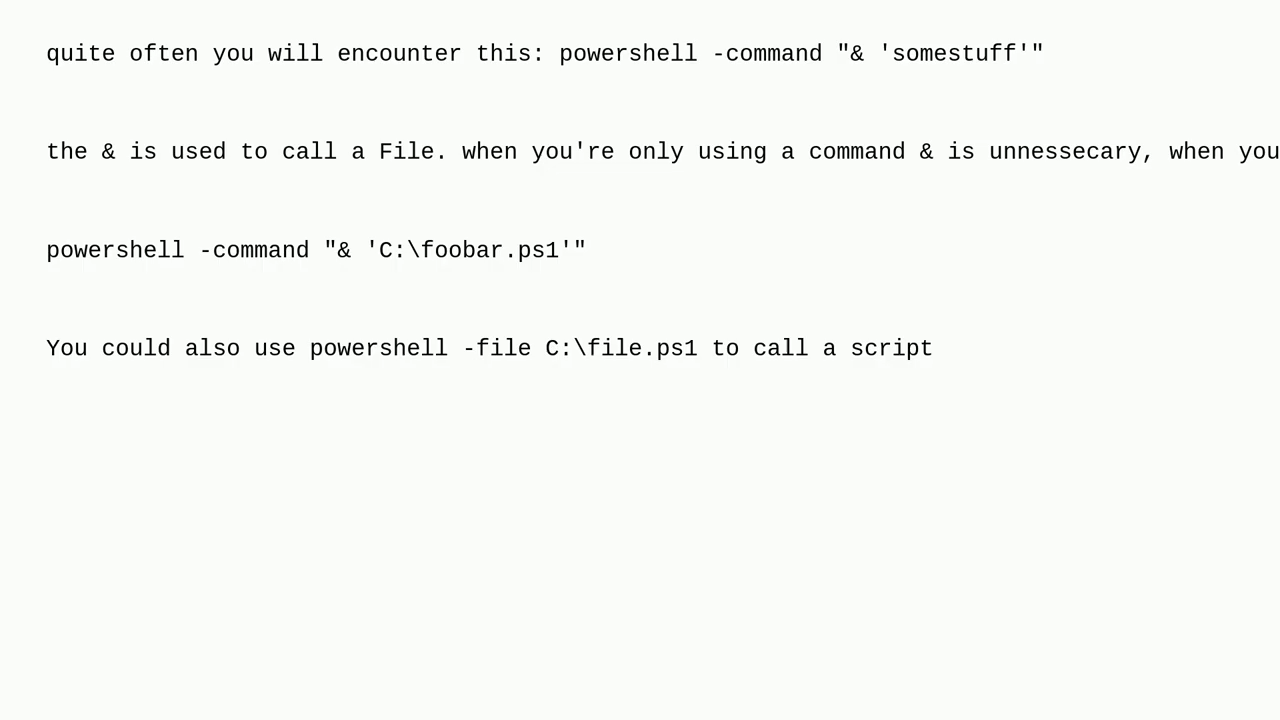 quite often you will encounter this: powershell -command "& 'somestuff'"
the & is used to call a File. when you're only using a command & is unnessecary, when you
powershell -command "& 'C:\foobar.ps1'"
You could also use powershell -file C:\file.ps1 to call a script